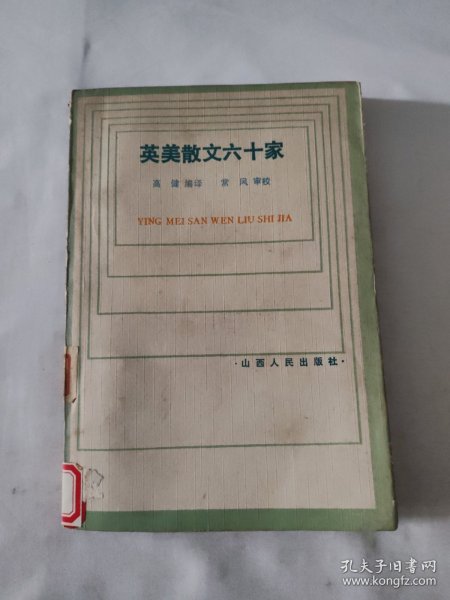 英美散文六十家
高健编译 常风审校
YING MEI SAN WEN LIU SHI JIA
·山西人民出版社·
孔夫子旧书网
www.kongfz.com